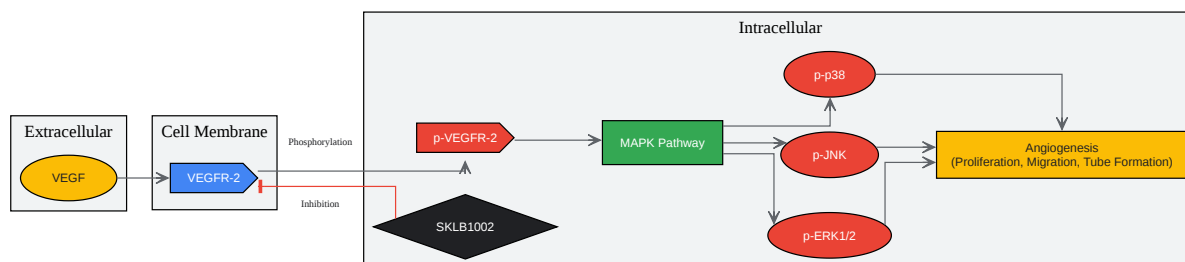 Intracellular
p-p38
Extracellular
Cell Membrane
Phosphorylation
p-VEGFR-2
MAPK Pathway
p-JNK
Angiogenesis
(Proliferation, Migration, Tube Formation)
VEGF
VEGFR-2
Inhibition
SKLB1002
p-ERK1/2